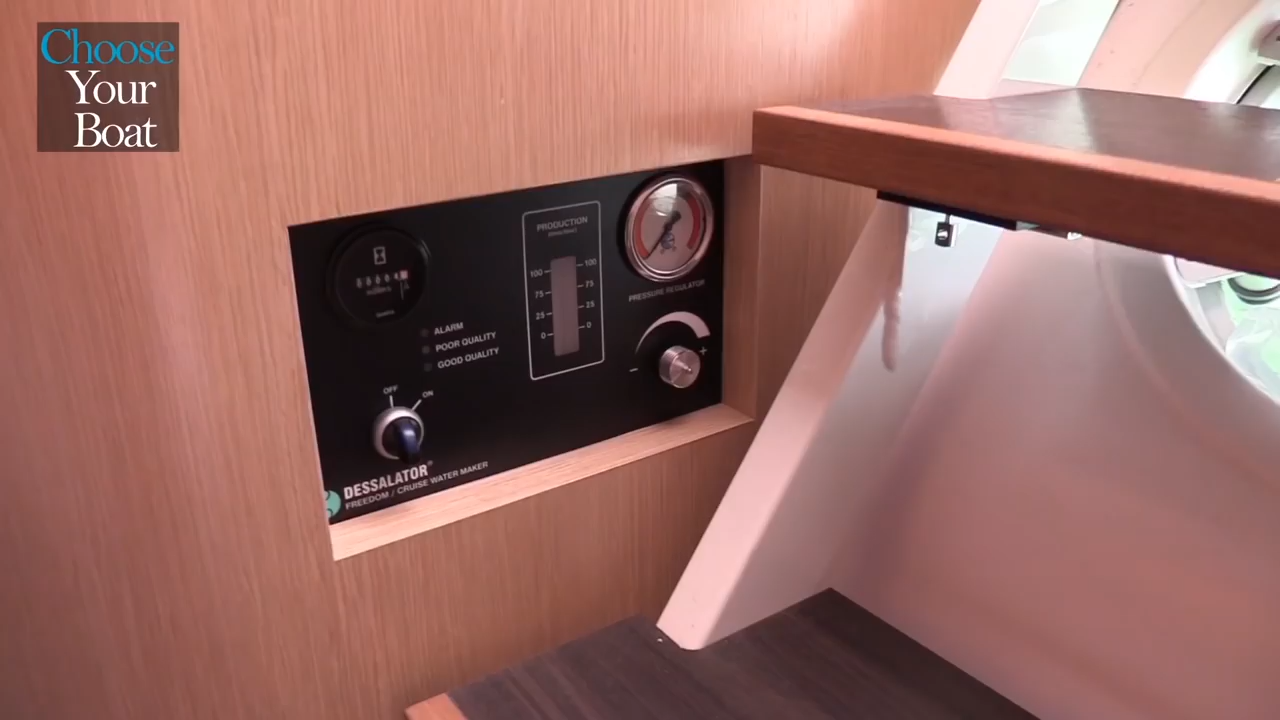 Choose
Your
Boat
PRODUCTION
100 100
75 75
25 25
0 0
PRESSURE REGULATOR
- +
ALARM
POOR QUALITY
GOOD QUALITY
OFF ON
DESSALATOR®
FREEDOM / CRUISE WATER MAKER